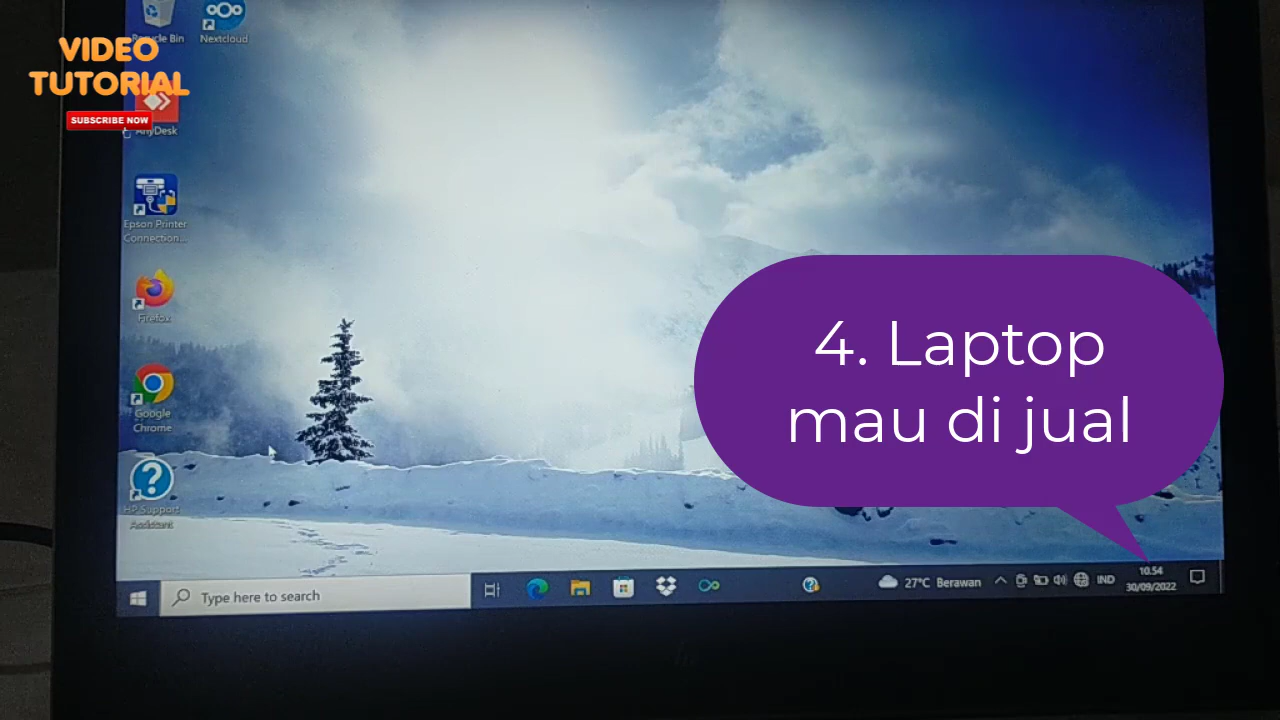 Recycle Bin
Nextcloud
VIDEO
TUTORIAL
SUBSCRIBE NOW
AnyDesk
Epson Printer
Connection...
Firefox
Google
Chrome
HP Support
Assistant
4. Laptop
mau di jual
Type here to search
27°C Berawan
IND
10.54
30/09/2022